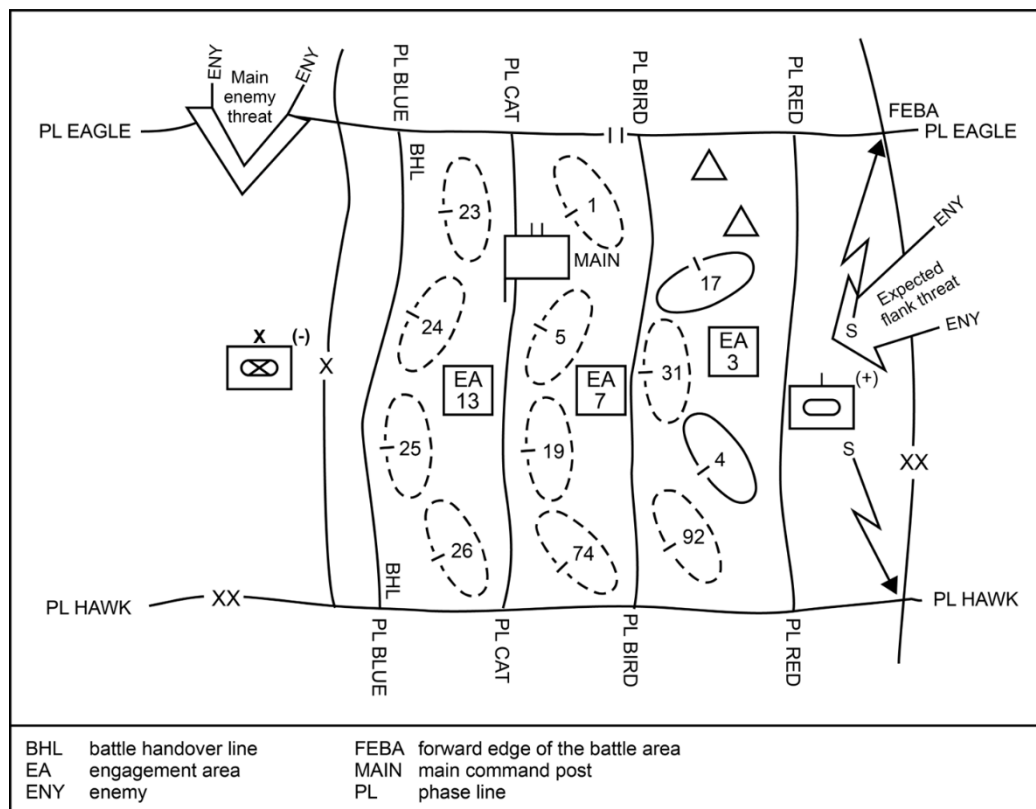 ENY
Main
enemy
threat
ENY
PL BLUE
PL CAT
PL BIRD
PL RED
FEBA
PL EAGLE
PL EAGLE
BHL
II
23
1
ENY
II
MAIN
17
Expected
flank threat
S
ENY
24
5
EA
3
X
(-)
X
31
EA
13
EA
7
I
(+)
25
19
4
S
XX
26
74
92
BHL
PL HAWK
XX
PL HAWK
PL BLUE
PL CAT
PL BIRD
PL RED
BHL battle handover line
EA engagement area
ENY enemy
FEBA forward edge of the battle area
MAIN main command post
PL phase line